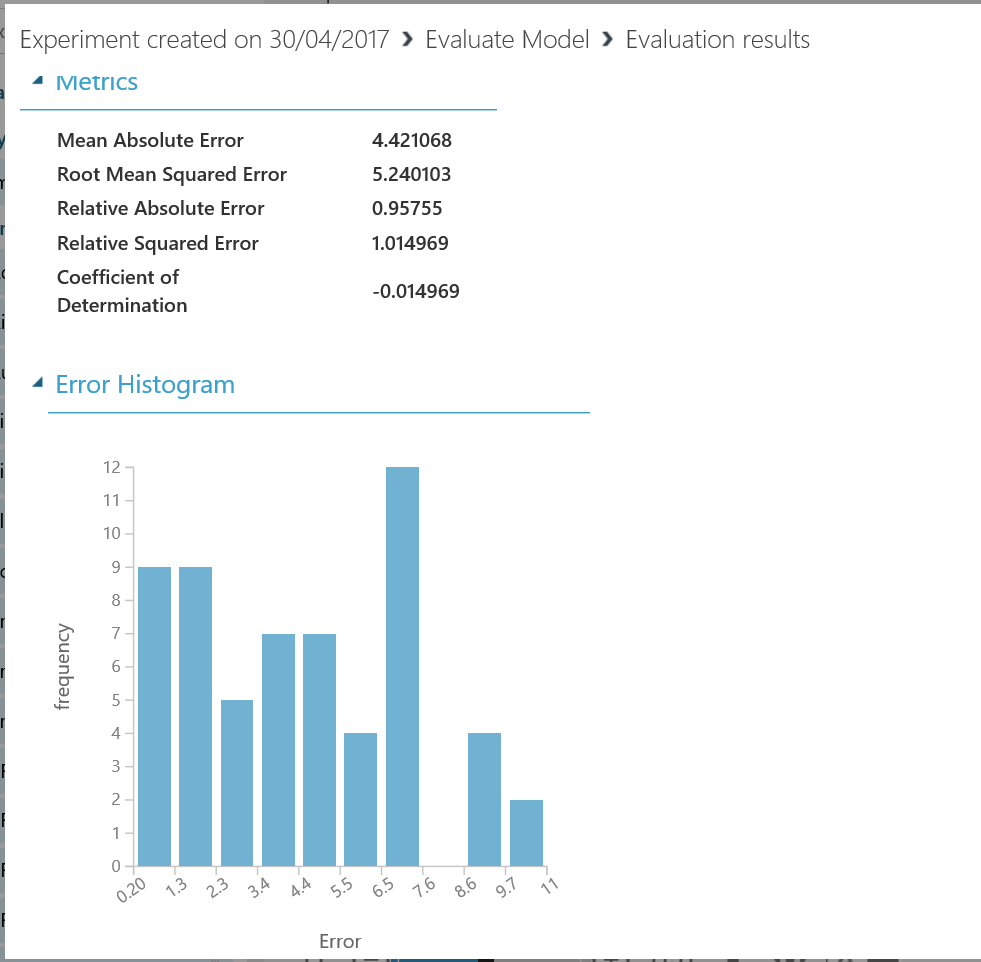 Experiment created on 30/04/2017 › Evaluate Model › Evaluation results
Metrics
Mean Absolute Error 4.421068
Root Mean Squared Error 5.240103
Relative Absolute Error 0.95755
Relative Squared Error 1.014969
Coefficient of
Determination -0.014969
Error Histogram
12
11
10
9
8
7
6
5
4
3
2
1
0
frequency
0.20 1.3 2.3 3.4 4.4 5.5 6.5 7.6 8.6 9.7 11
Error